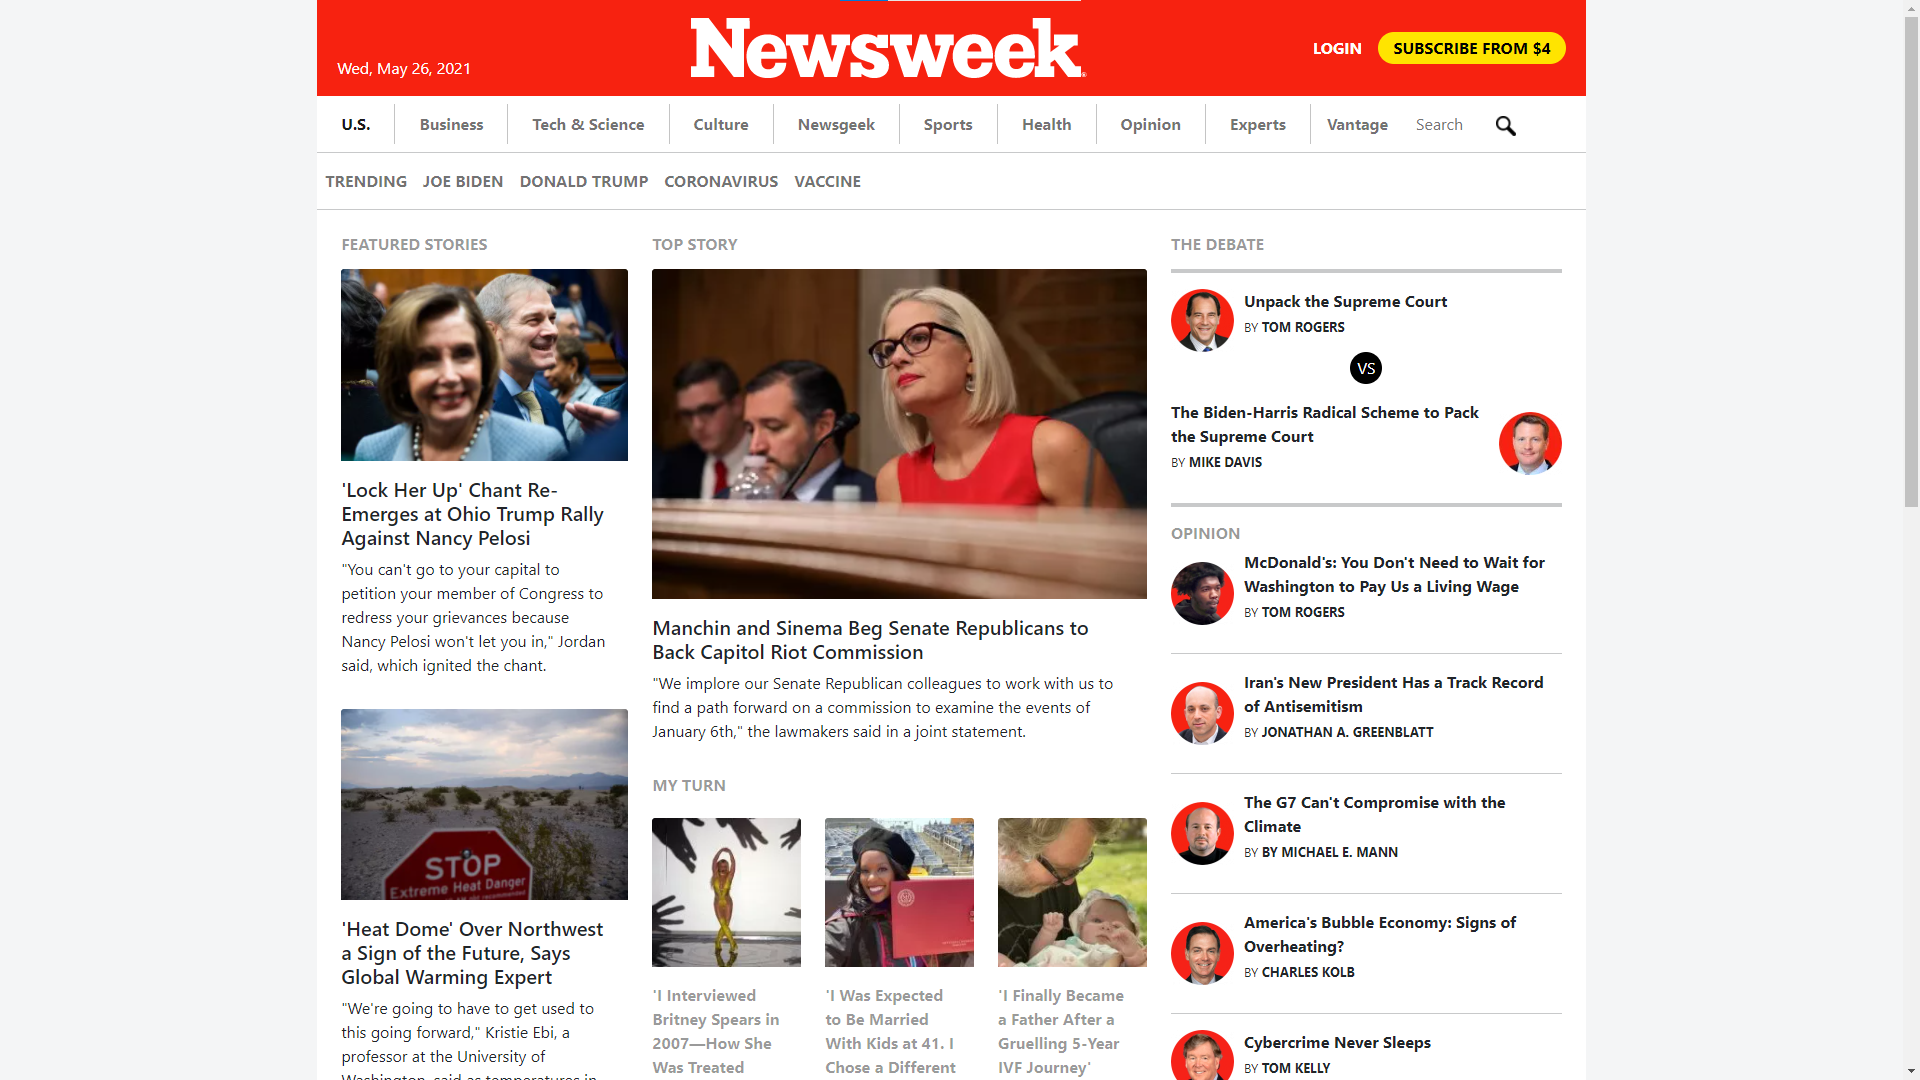 Newsweek
Wed, May 26, 2021
LOGIN
SUBSCRIBE FROM $4
U.S.
Business
Tech & Science
Culture
Newsgeek
Sports
Health
Opinion
Experts
Vantage
Search
TRENDING
JOE BIDEN
DONALD TRUMP
CORONAVIRUS
VACCINE
FEATURED STORIES
'Lock Her Up' Chant Re-
Emerges at Ohio Trump Rally
Against Nancy Pelosi
"You can't go to your capital to
petition your member of Congress to
redress your grievances because
Nancy Pelosi won't let you in," Jordan
said, which ignited the chant.
STOP
Extreme Heat Danger
'Heat Dome' Over Northwest
a Sign of the Future, Says
Global Warming Expert
"We're going to have to get used to
this going forward," Kristie Ebi, a
professor at the University of
Washington, said as temperatures in
TOP STORY
Manchin and Sinema Beg Senate Republicans to
Back Capitol Riot Commission
"We implore our Senate Republican colleagues to work with us to
find a path forward on a commission to examine the events of
January 6th," the lawmakers said in a joint statement.
MY TURN
'I Interviewed
Britney Spears in
2007—How She
Was Treated
'I Was Expected
to Be Married
With Kids at 41. I
Chose a Different
'I Finally Became
a Father After a
Gruelling 5-Year
IVF Journey'
THE DEBATE
Unpack the Supreme Court
BY TOM ROGERS
VS
The Biden-Harris Radical Scheme to Pack
the Supreme Court
BY MIKE DAVIS
OPINION
McDonald's: You Don't Need to Wait for
Washington to Pay Us a Living Wage
BY TOM ROGERS
Iran's New President Has a Track Record
of Antisemitism
BY JONATHAN A. GREENBLATT
The G7 Can't Compromise with the
Climate
BY BY MICHAEL E. MANN
America's Bubble Economy: Signs of
Overheating?
BY CHARLES KOLB
Cybercrime Never Sleeps
BY TOM KELLY